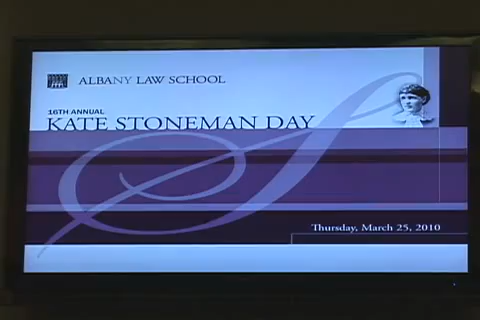 ALBANY LAW SCHOOL
16TH ANNUAL
KATE STONEMAN DAY
Thursday, March 25, 2010